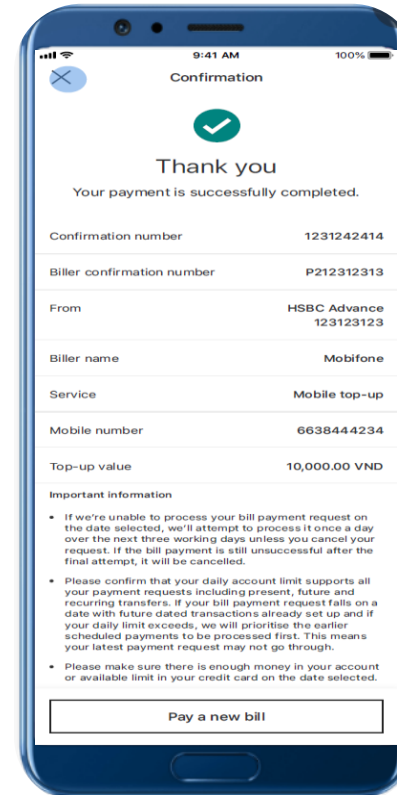 9:41 AM 100%
Confirmation
Thank you
Your payment is successfully completed.
Confirmation number 1231242414
Biller confirmation number P212312313
From HSBC Advance
123123123
Biller name Mobifone
Service Mobile top-up
Mobile number 6638444234
Top-up value 10,000.00 VND
Important information
• If we're unable to process your bill payment request on
the date selected, we'll attempt to process it once a day
over the next three working days unless you cancel your
request. If the bill payment is still unsuccessful after the
final attempt, it will be cancelled.
• Please confirm that your daily account limit supports all
your payment requests including present, future and
recurring transfers. If your bill payment request falls on a
date with future dated transactions already set up and if
your daily limit exceeds, we will prioritise the earlier
scheduled payments to be processed first. This means
your latest payment request may not go through.
• Please make sure there is enough money in your account
or available limit in your credit card on the date selected.
Pay a new bill